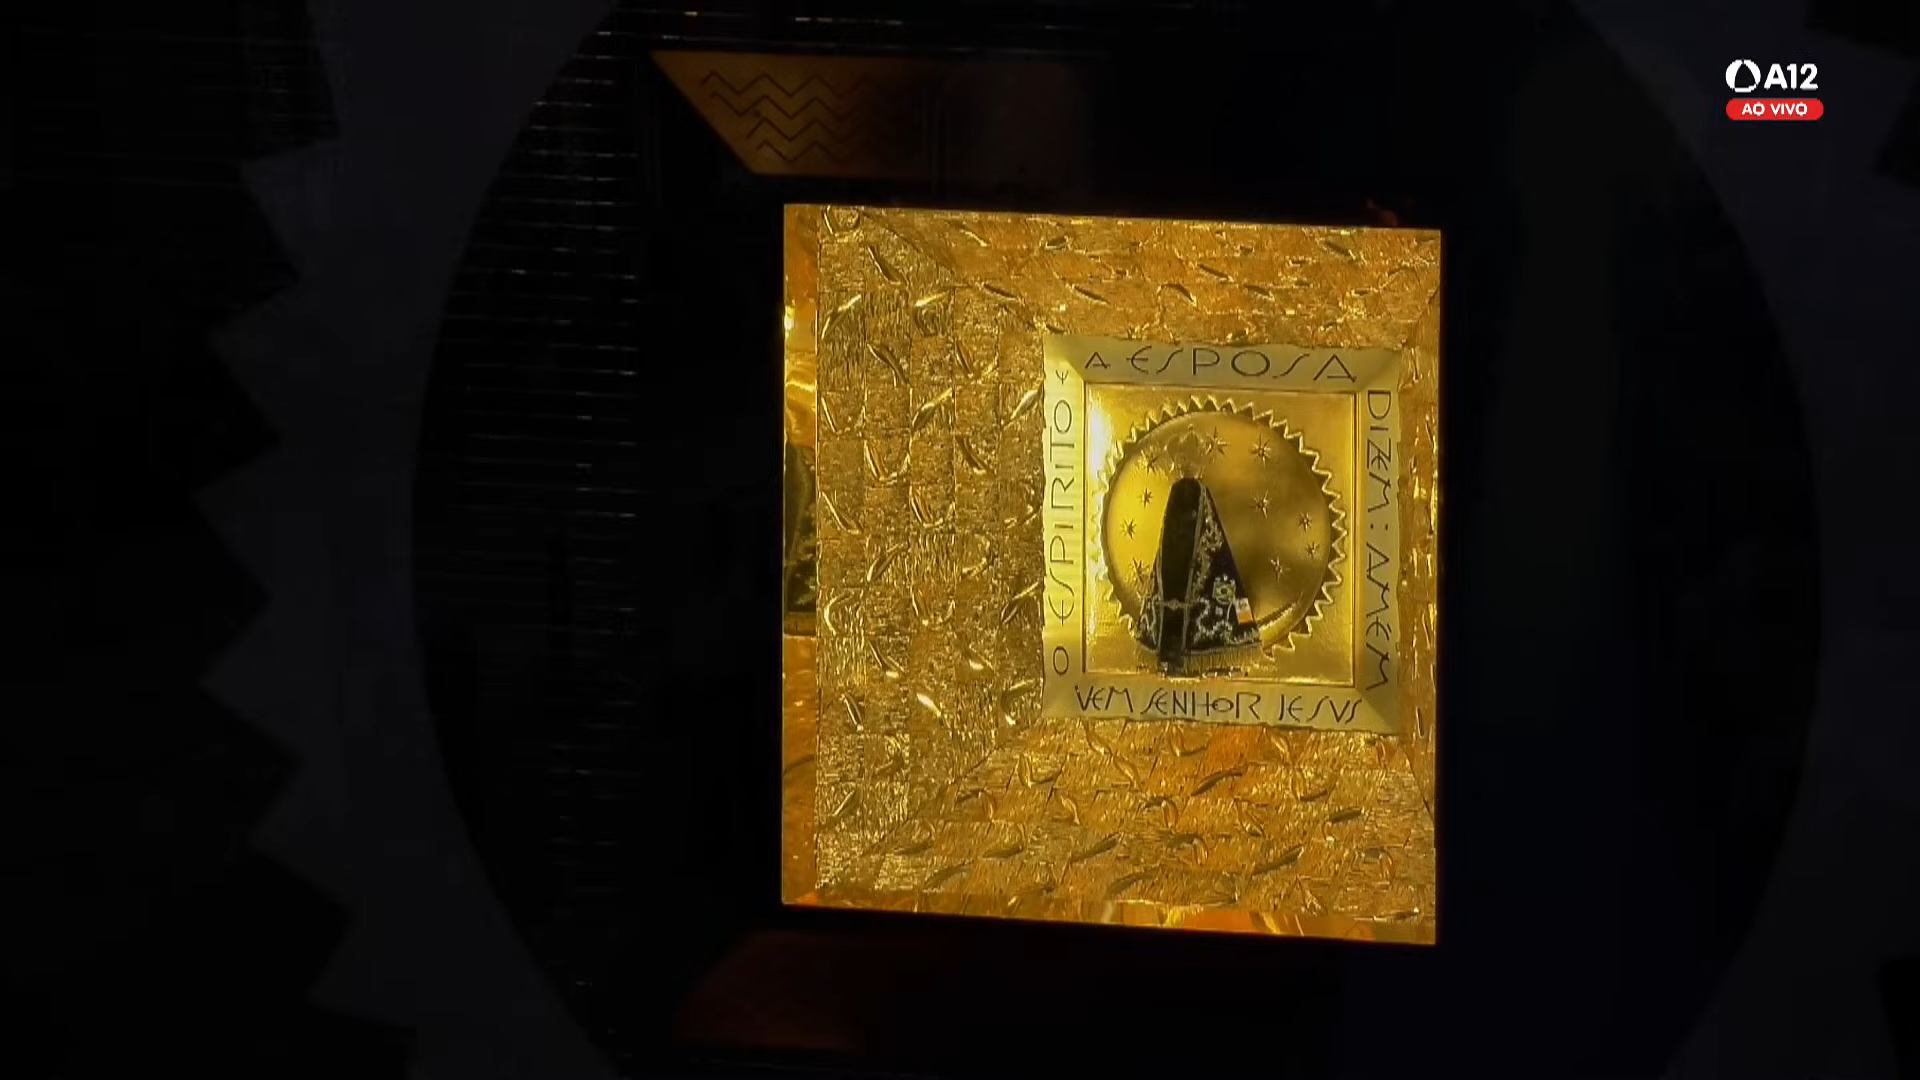 A12
AO VIVO
O ESPIRITO E
A ESPOSA
DIZEM: AMÉM
VEM SENHOR JESUS